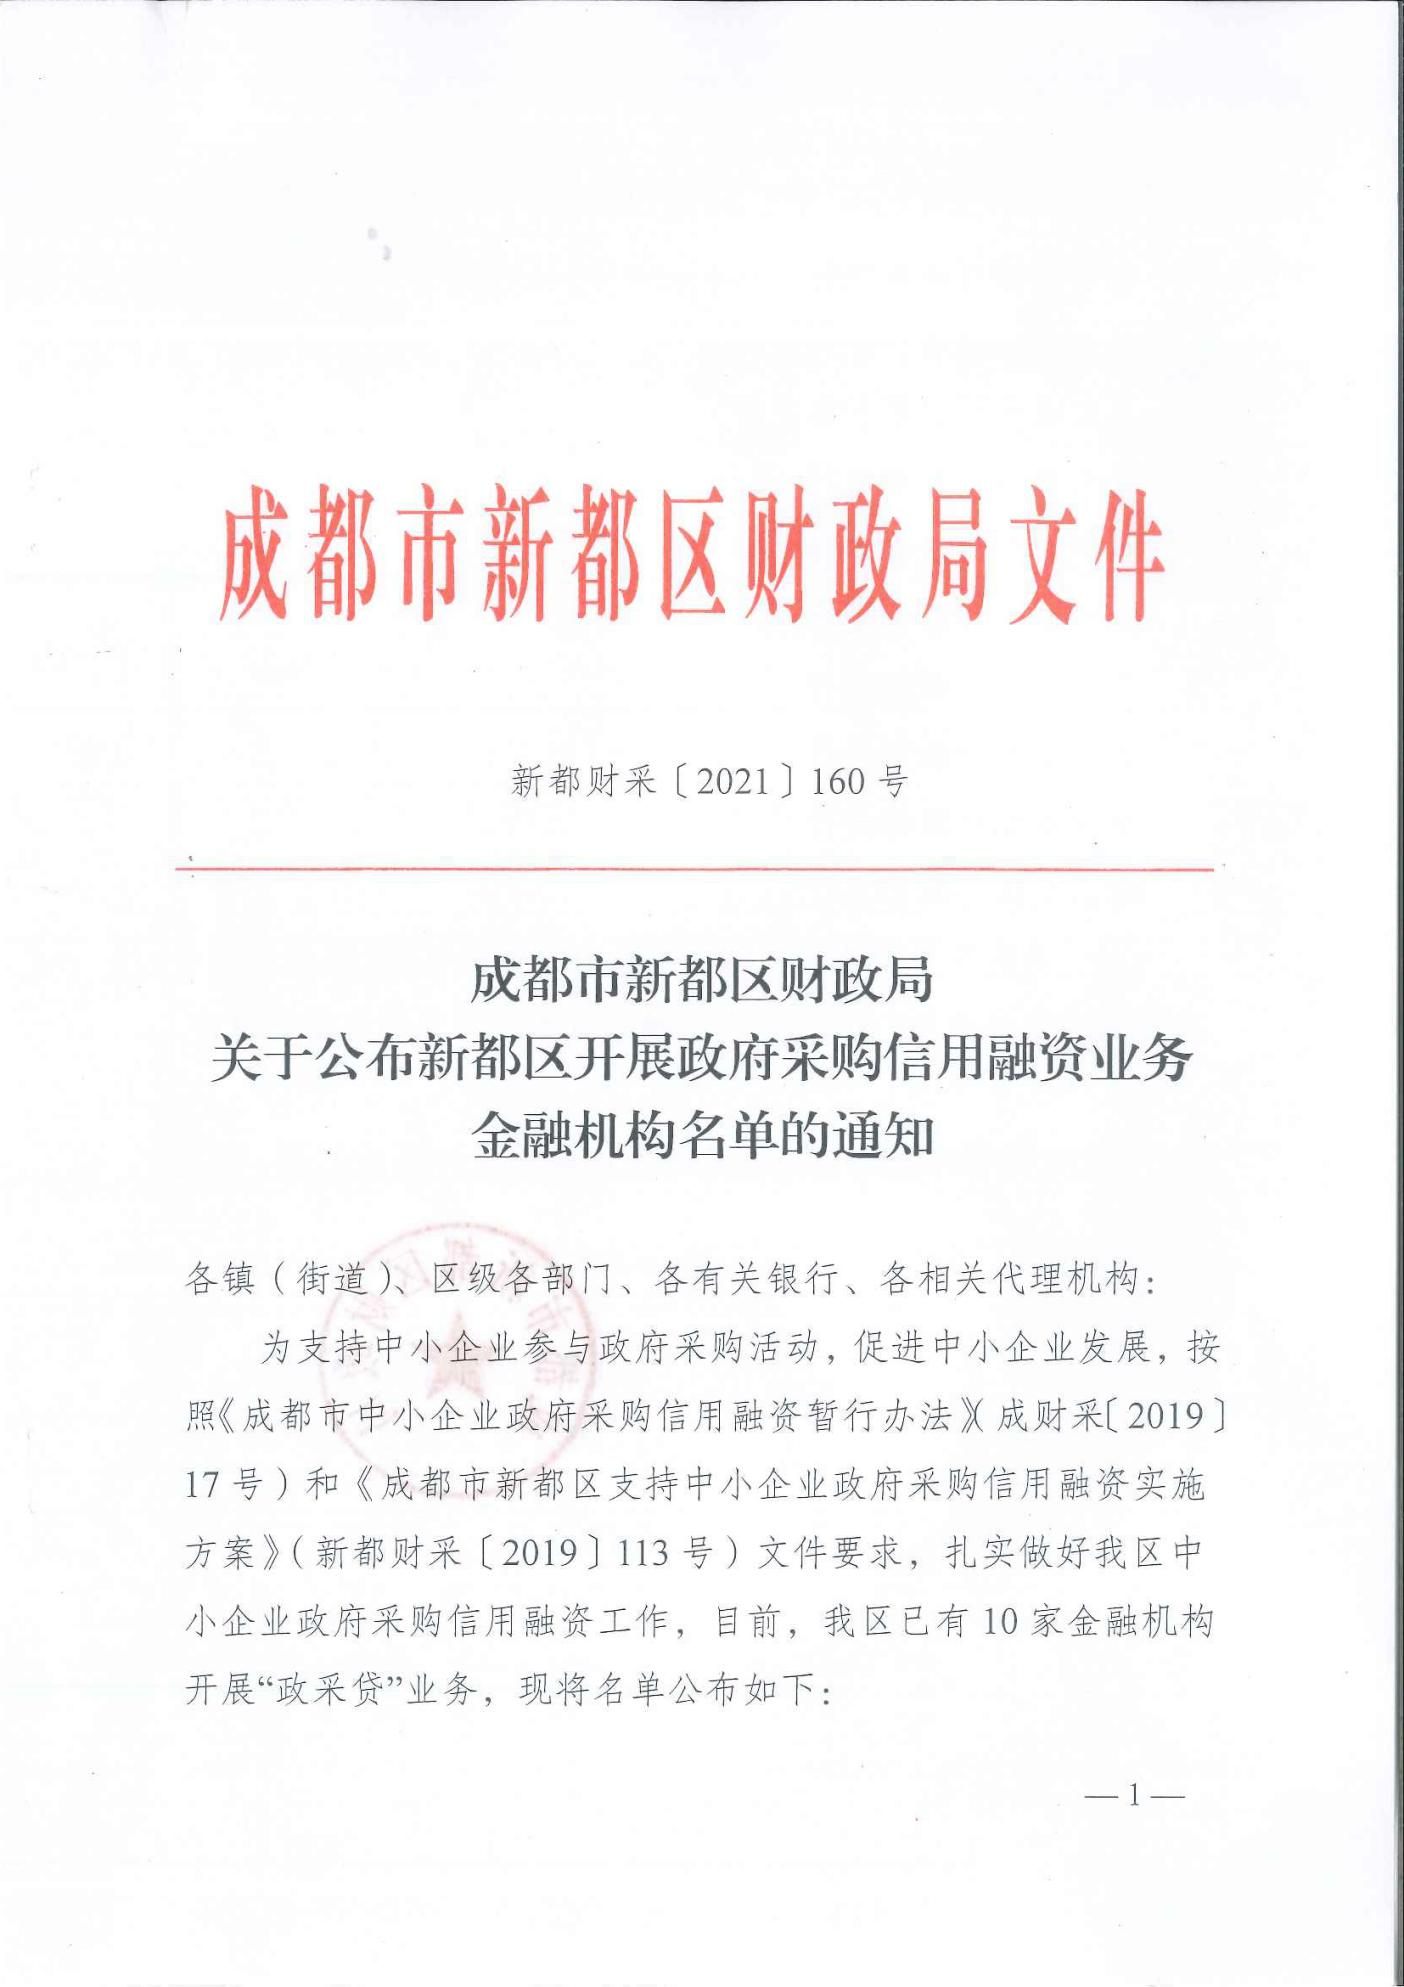 成都市新都区财政局文件
新都财采〔2021〕160号
成都市新都区财政局
关于公布新都区开展政府采购信用融资业务
金融机构名单的通知
各镇（街道）、区级各部门、各有关银行、各相关代理机构：
为支持中小企业参与政府采购活动，促进中小企业发展，按
照《成都市中小企业政府采购信用融资暂行办法》（成财采〔2019〕
17号）和《成都市新都区支持中小企业政府采购信用融资实施
方案》（新都财采〔2019〕113号）文件要求，扎实做好我区中
小企业政府采购信用融资工作，目前，我区已有10家金融机构
开展“政采贷”业务，现将名单公布如下：
—1—